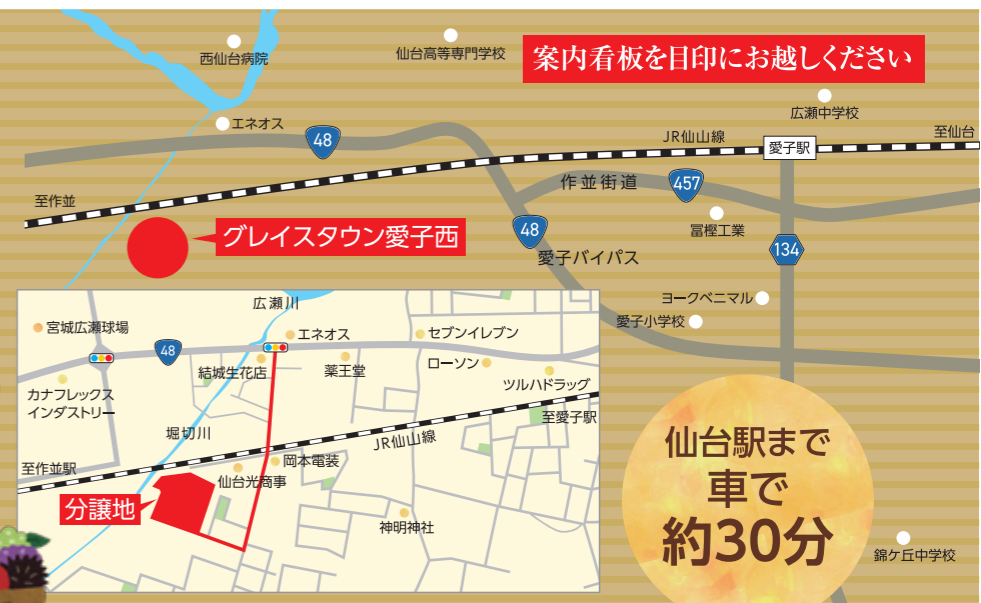 西仙台病院
仙台高等専門学校
案内看板を目印にお越しください
広瀬中学校
エネオス
48
JR仙山線
愛子駅
至仙台
至作並
作並街道
457
グレイスタウン愛子西
48
愛子バイパス
冨樫工業
134
ヨークベニマル
愛子小学校
広瀬川
宮城広瀬球場
エネオス
セブンイレブン
48
結城生花店
薬王堂
ローソン
カナフレックス
インダストリー
ツルハドラッグ
至愛子駅
堀切川
JR仙山線
至作並駅
岡本電装
仙台光商事
分譲地
神明神社
仙台駅まで
車で
約30分
錦ケ丘中学校